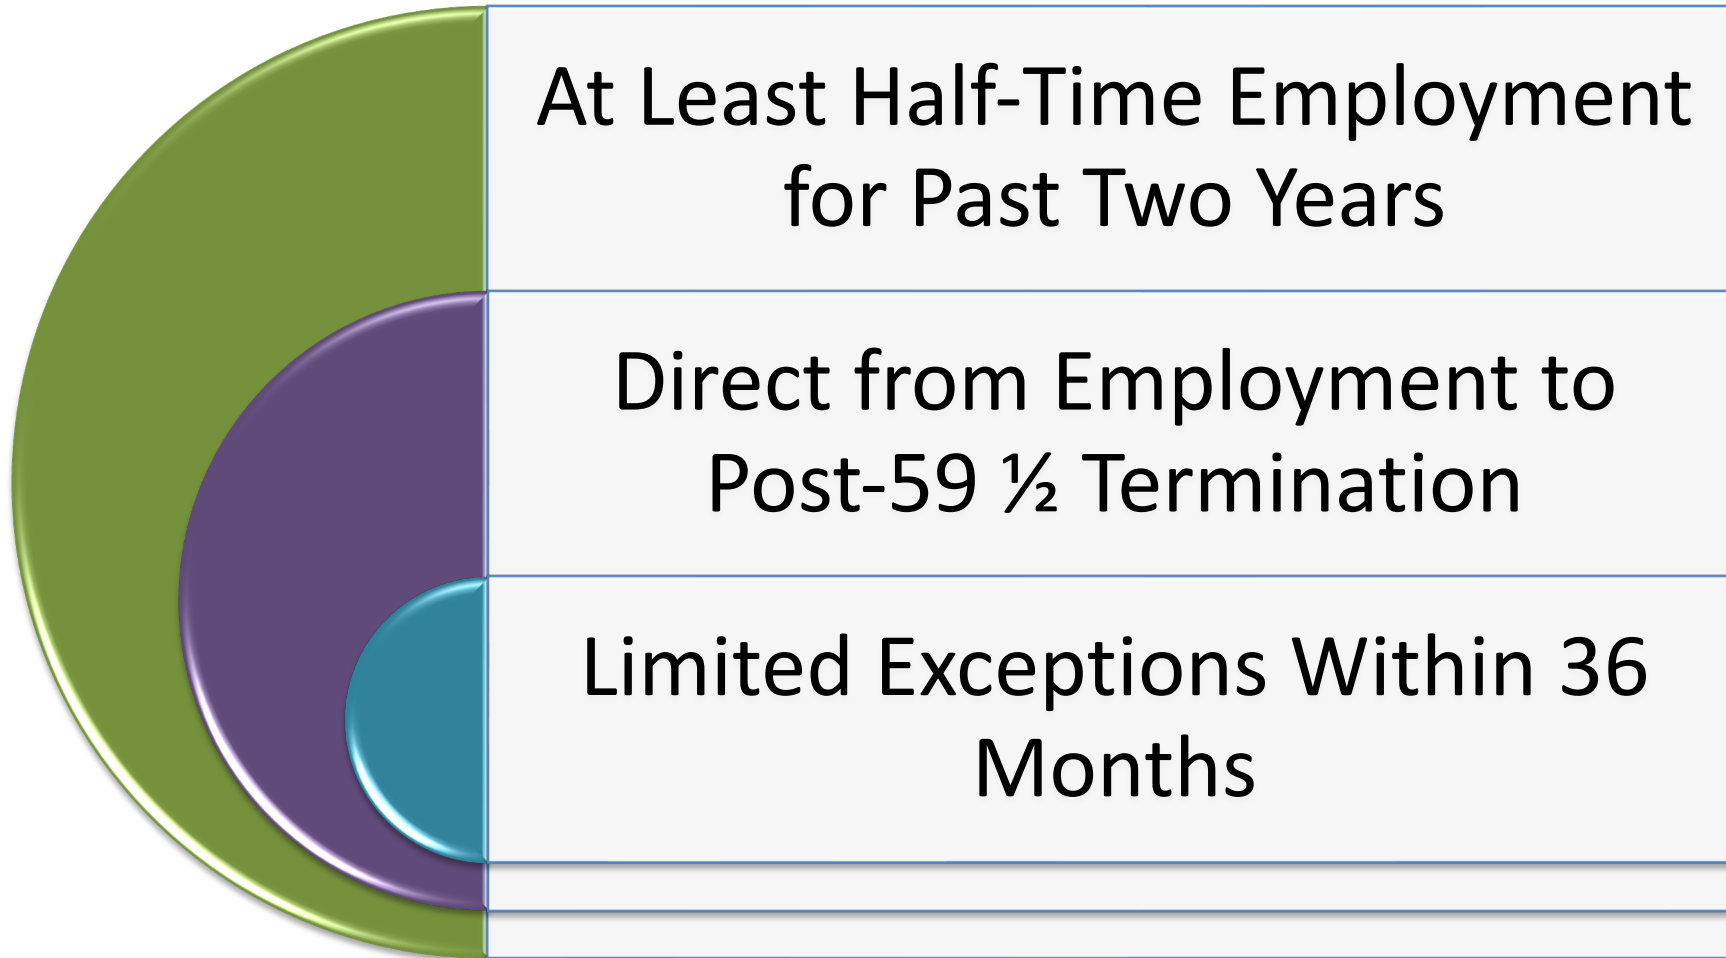 At Least Half-Time Employment
for Past Two Years
Direct from Employment to
Post-59 ½ Termination
Limited Exceptions Within 36
Months